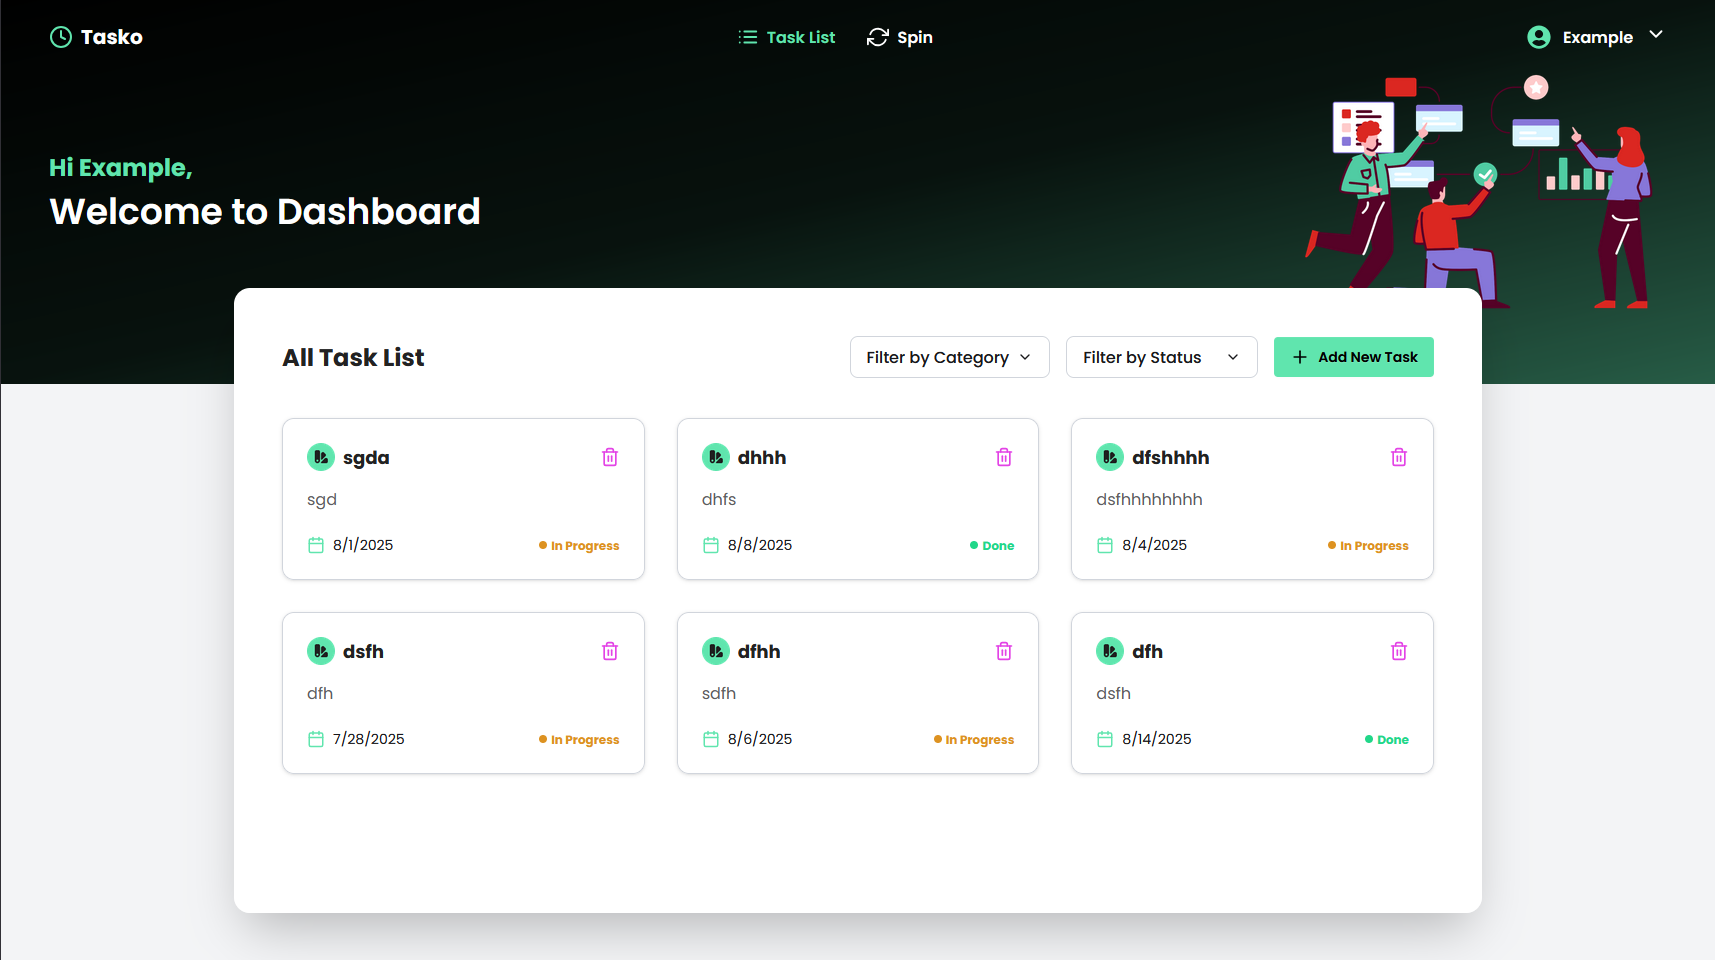 Tasko
Task List
Spin
Example
Hi Example,
Welcome to Dashboard
All Task List
Filter by Category
Filter by Status
Add New Task
sgda
sgd
8/1/2025
In Progress
dhhh
dhfs
8/8/2025
Done
dfshhhh
dsfhhhhhhhh
8/4/2025
In Progress
dsfh
dfh
7/28/2025
In Progress
dfhh
sdfh
8/6/2025
In Progress
dfh
dsfh
8/14/2025
Done